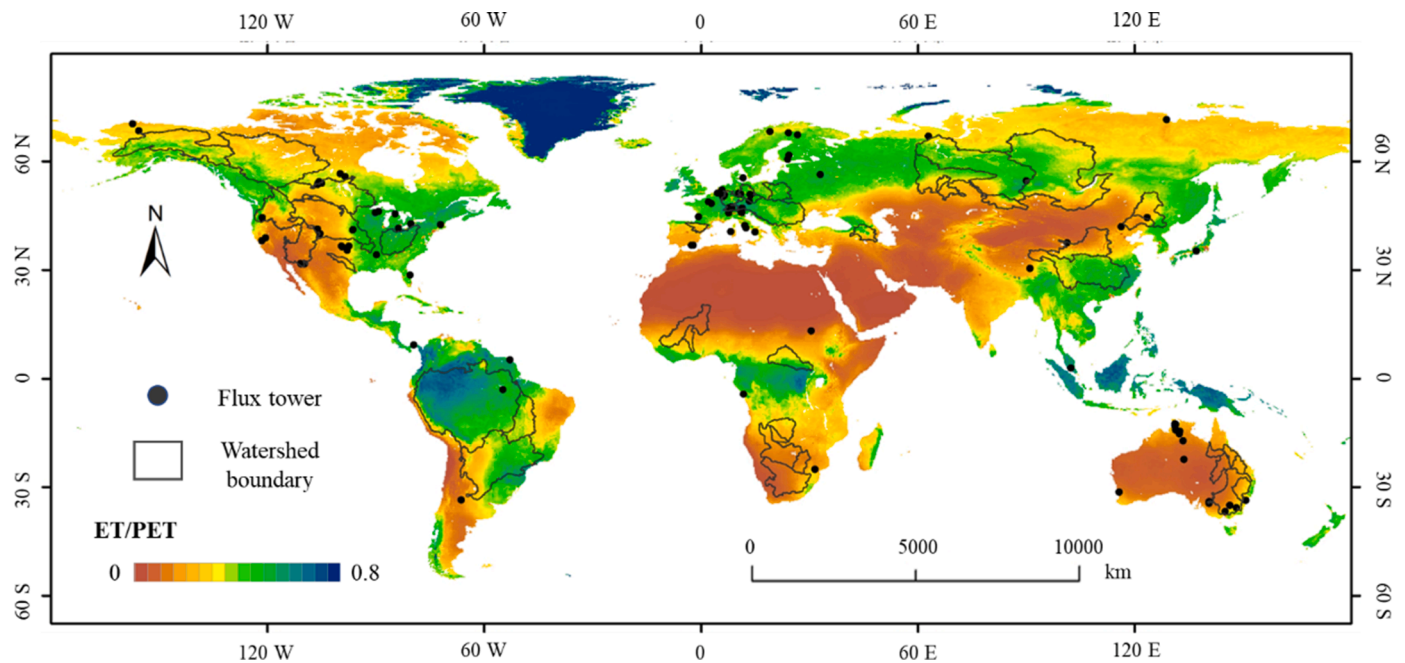 120 W 60 W 0 60 E 120 E
60 N 60 N
N
30 N 30 N
0 0
Flux tower
Watershed
boundary
30 S 30 S
ET/PET
0 0.8
0 5000 10000
km
60 S 60 S
120 W 60 W 0 60 E 120 E